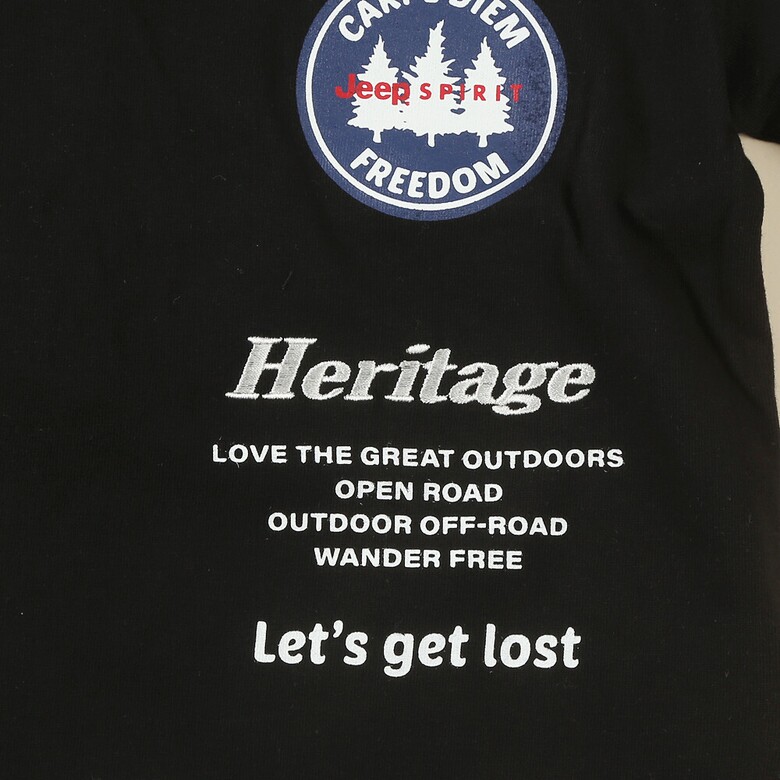 DIEM
Jeep SPIRIT
FREEDOM
Heritage
LOVE THE GREAT OUTDOORS
OPEN ROAD
OUTDOOR OFF-ROAD
WANDER FREE
Let's get lost